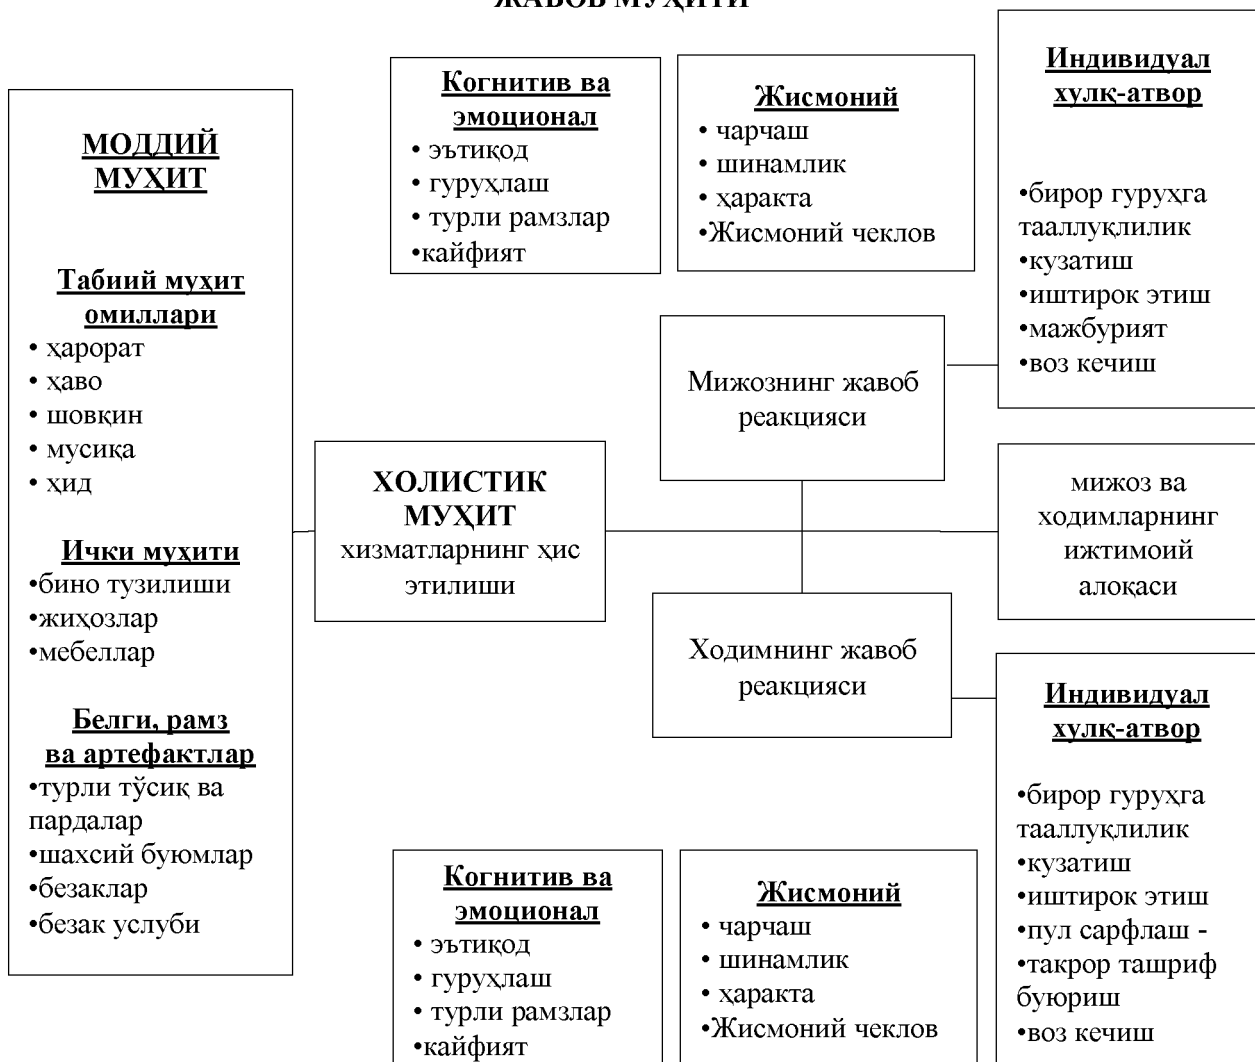 ЖАВОБ МУҲИТИ
МОДДИЙ
МУҲИТ
Табиий муҳит
омиллари
• ҳарорат
• ҳаво
• шовқин
• мусиқа
• ҳид
Ички муҳити
•бино тузилиши
•жиҳозлар
•мебеллар
Белги, рамз
ва артефактлар
•турли тўсиқ ва
пардалар
•шахсий буюмлар
•безаклар
•безак услуби
ХОЛИСТИК
МУҲИТ
хизматларнинг ҳис
этилиши
Когнитив ва
эмоционал
• эътиқод
• гуруҳлаш
• турли рамзлар
•кайфият
Жисмоний
• чарчаш
• шинамлик
• ҳаракта
•Жисмоний чеклов
Индивидуал
хулқ-атвор
•бирор гуруҳга
тааллуқлилик
•кузатиш
•иштирок этиш
•мажбурият
•воз кечиш
Мижознинг жавоб
реакцияси
мижоз ва
ходимларнинг
ижтимоий
алоқаси
Ходимнинг жавоб
реакцияси
Индивидуал
хулқ-атвор
•бирор гуруҳга
тааллуқлилик
•кузатиш
•иштирок этиш
•пул сарфлаш -
•такрор ташриф
буюриш
•воз кечиш
Когнитив ва
эмоционал
• эътиқод
• гуруҳлаш
• турли рамзлар
•кайфият
Жисмоний
• чарчаш
• шинамлик
• ҳаракта
•Жисмоний чеклов